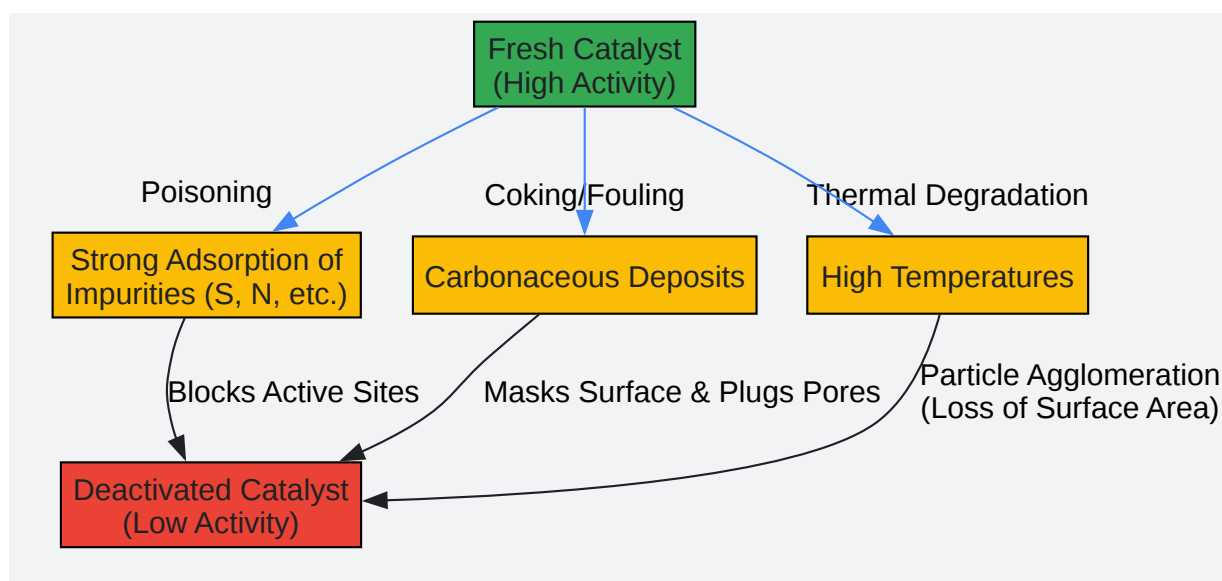 Fresh Catalyst
(High Activity)
Poisoning
Coking/Fouling
Thermal Degradation
Strong Adsorption of
Impurities (S, N, etc.)
Carbonaceous Deposits
High Temperatures
Blocks Active Sites
Masks Surface & Plugs Pores
Particle Agglomeration
(Loss of Surface Area)
Deactivated Catalyst
(Low Activity)